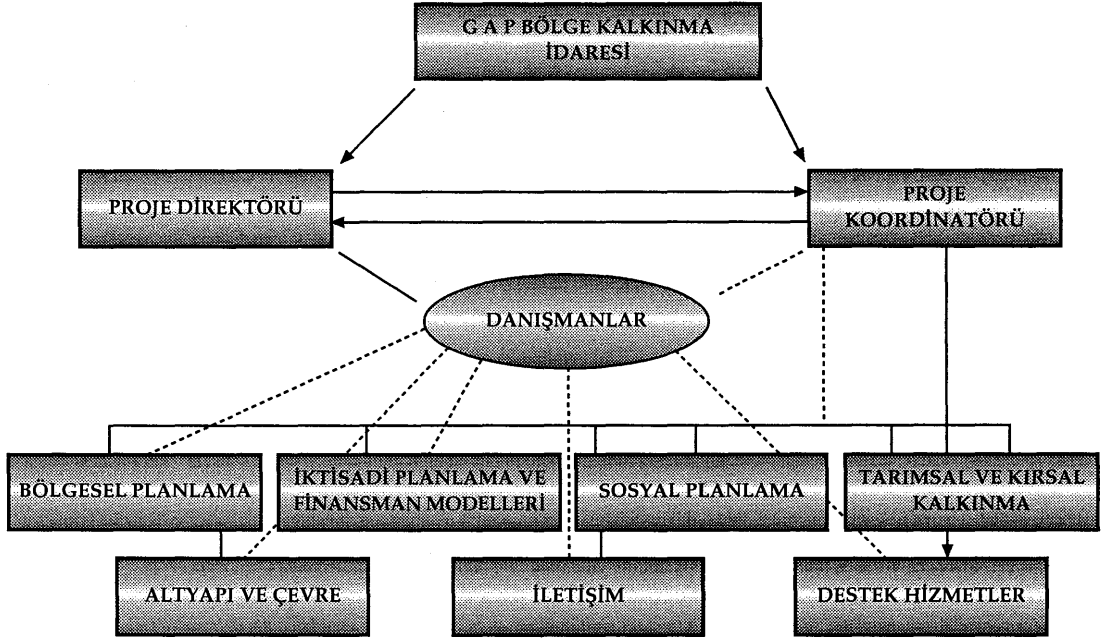 G A P BÖLGE KALKINMA
İDARESİ
PROJE DİREKTÖRÜ
PROJE
KOORDİNATÖRÜ
DANIŞMANLAR
BÖLGESEL PLANLAMA
İKTİSADİ PLANLAMA VE
FİNANSMAN MODELLERİ
SOSYAL PLANLAMA
TARIMSAL VE KIRSAL
KALKINMA
ALTYAPI VE ÇEVRE
İLETİŞİM
DESTEK HİZMETLER